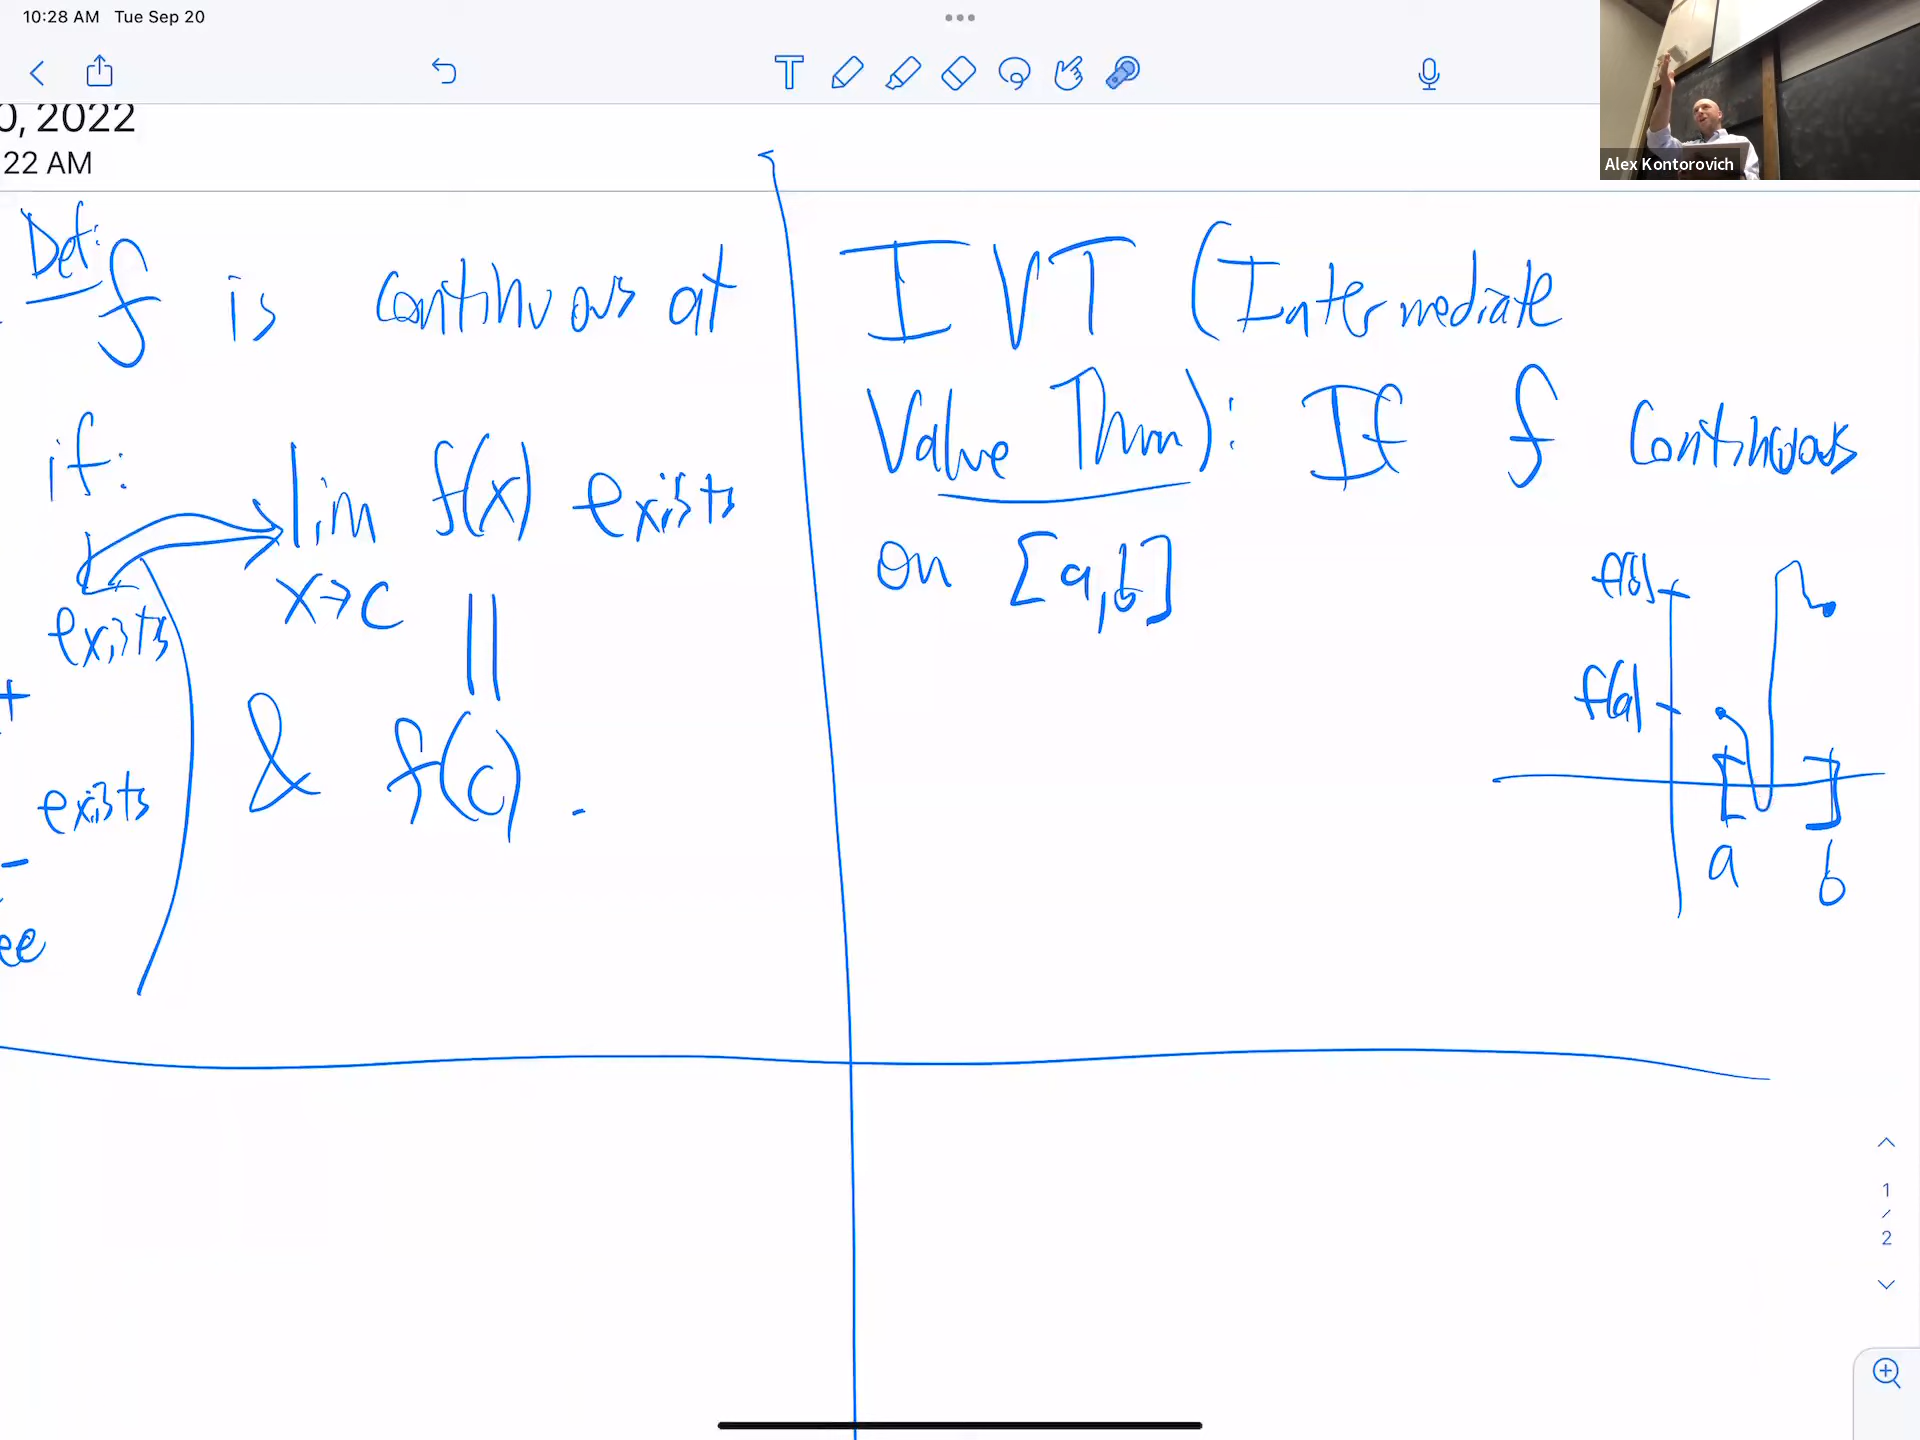 10:28 AM Tue Sep 20
Alex Kontorovich
0, 2022
22 AM
Def:
f is continuous at
if:
lim f(x) exists
x→c
||
& f(c).
exists
+
exists
-
ee
IVT (Intermediate
Value Thm): If f continuous
on [a,b]
f(b)
f(a)
a b
1
/
2